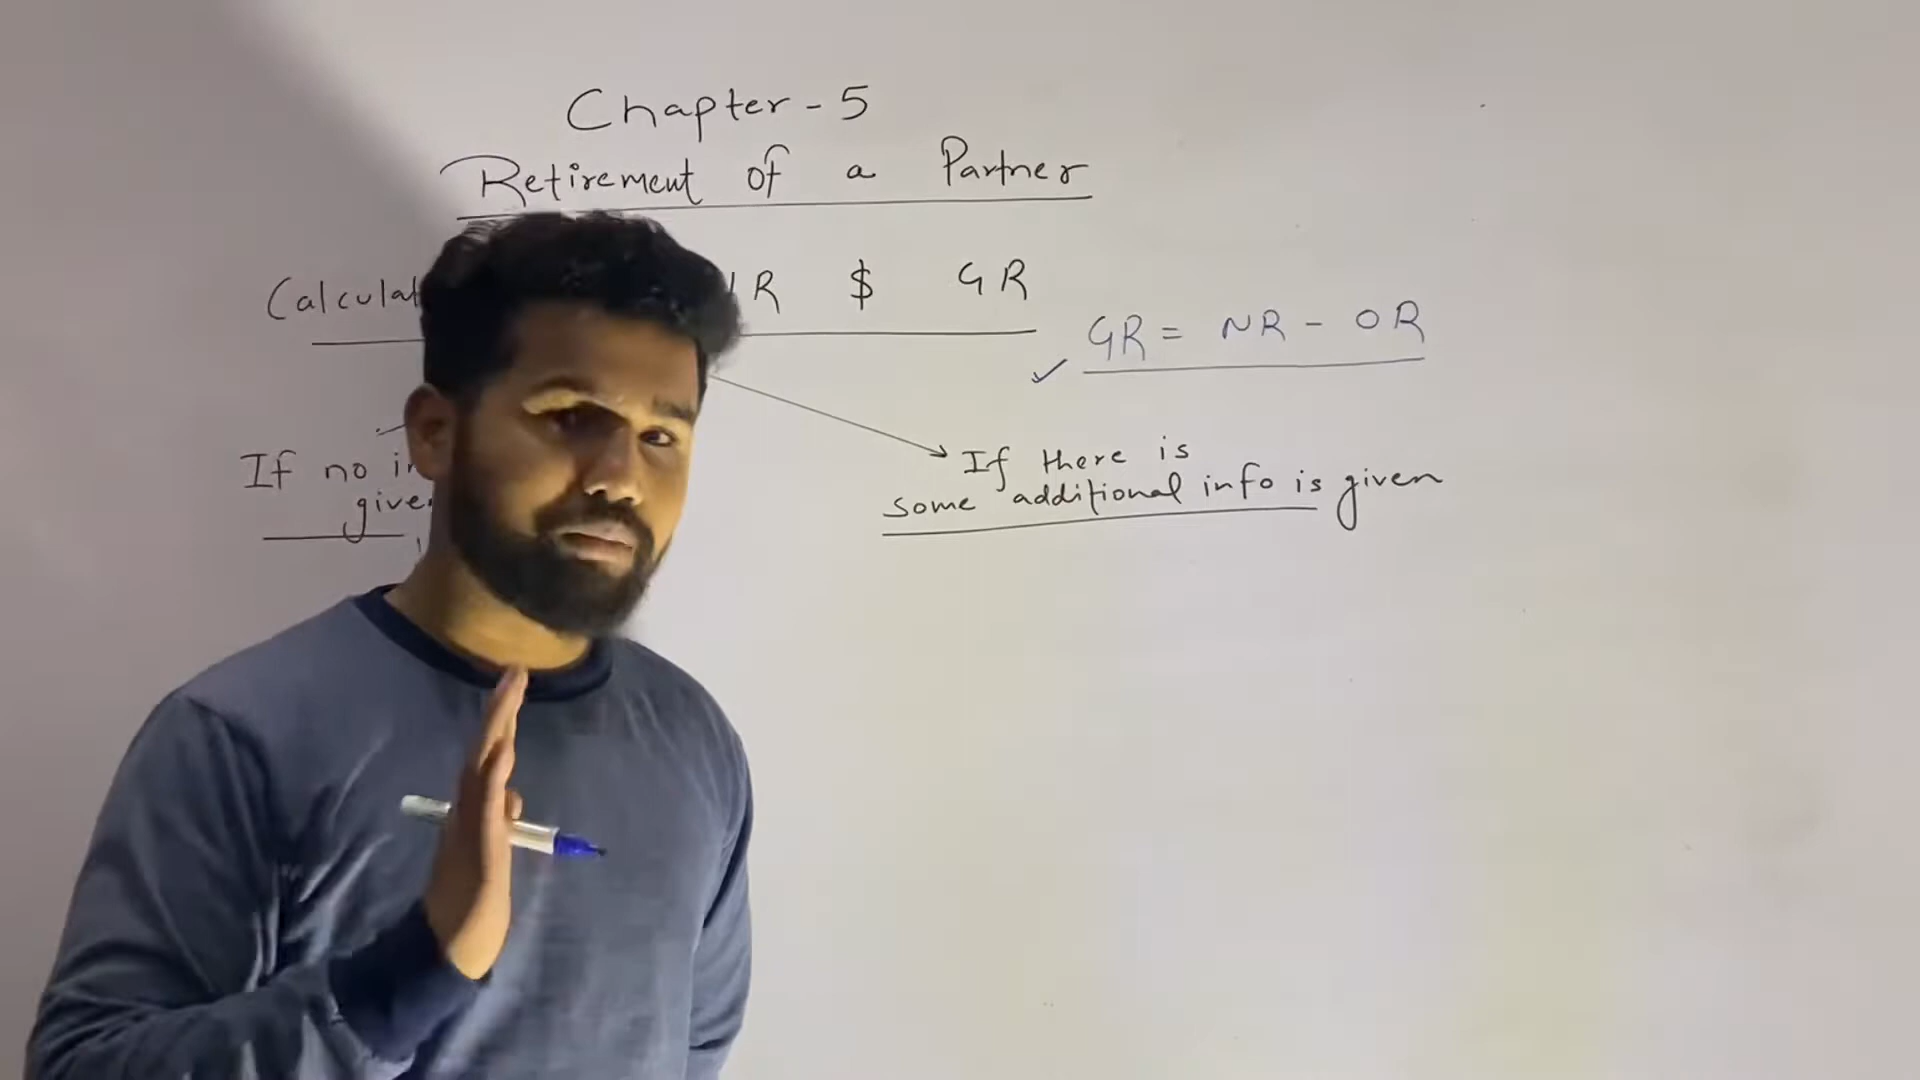 Chapter - 5
Retirement of a Partner
Calculat R $ GR
GR = NR - OR
If no
given
If there is
some additional info is given